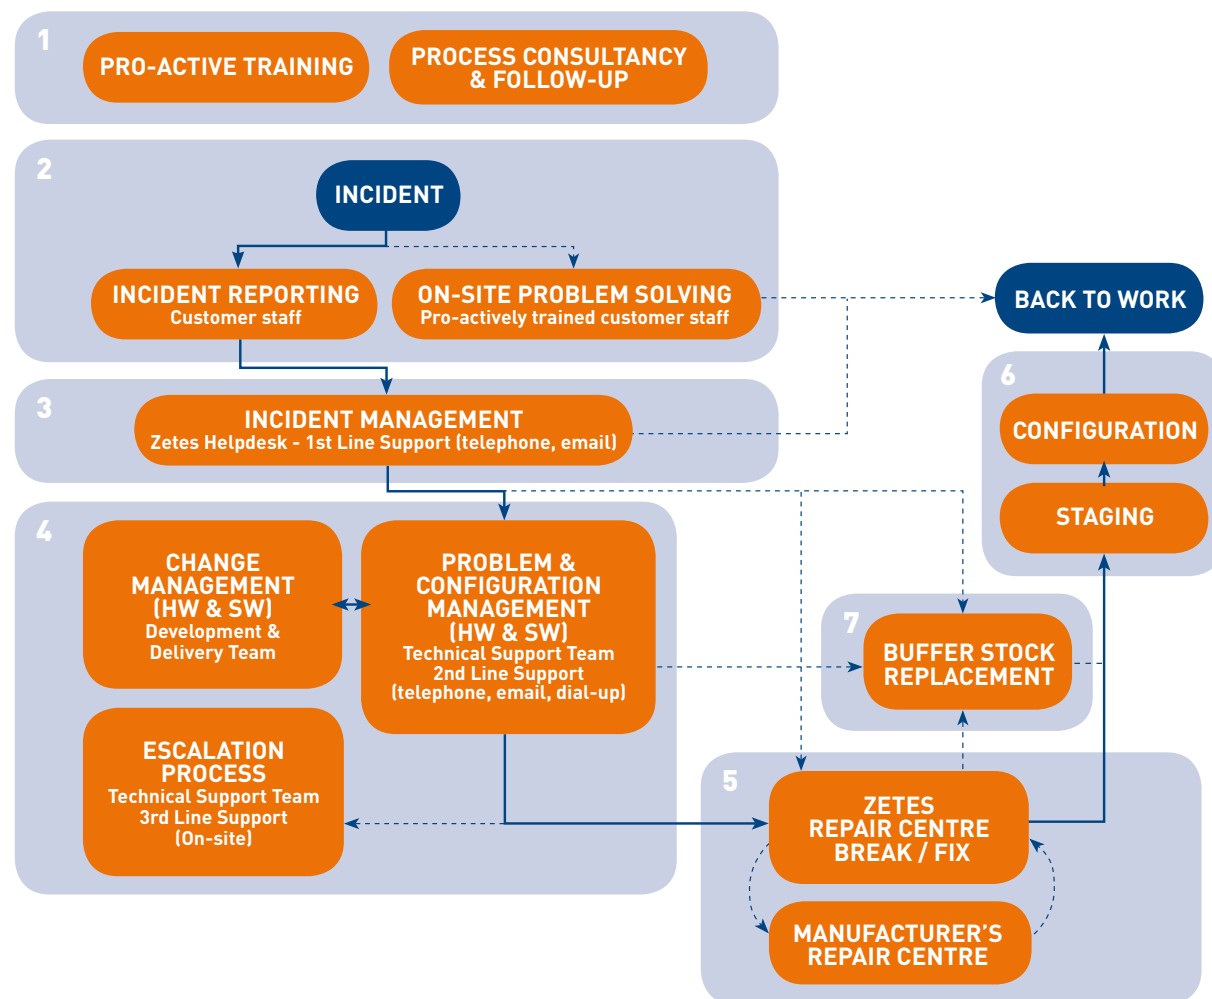 1
PRO-ACTIVE TRAINING
PROCESS CONSULTANCY
& FOLLOW-UP
2
INCIDENT
INCIDENT REPORTING
Customer staff
ON-SITE PROBLEM SOLVING
Pro-actively trained customer staff
BACK TO WORK
3
INCIDENT MANAGEMENT
Zetes Helpdesk - 1st Line Support (telephone, email)
6
CONFIGURATION
STAGING
4
CHANGE
MANAGEMENT
(HW & SW)
Development &
Delivery Team
PROBLEM &
CONFIGURATION
MANAGEMENT
(HW & SW)
Technical Support Team
2nd Line Support
(telephone, email, dial-up)
7
BUFFER STOCK
REPLACEMENT
ESCALATION
PROCESS
Technical Support Team
3rd Line Support
(On-site)
5
ZETES
REPAIR CENTRE
BREAK / FIX
MANUFACTURER'S
REPAIR CENTRE